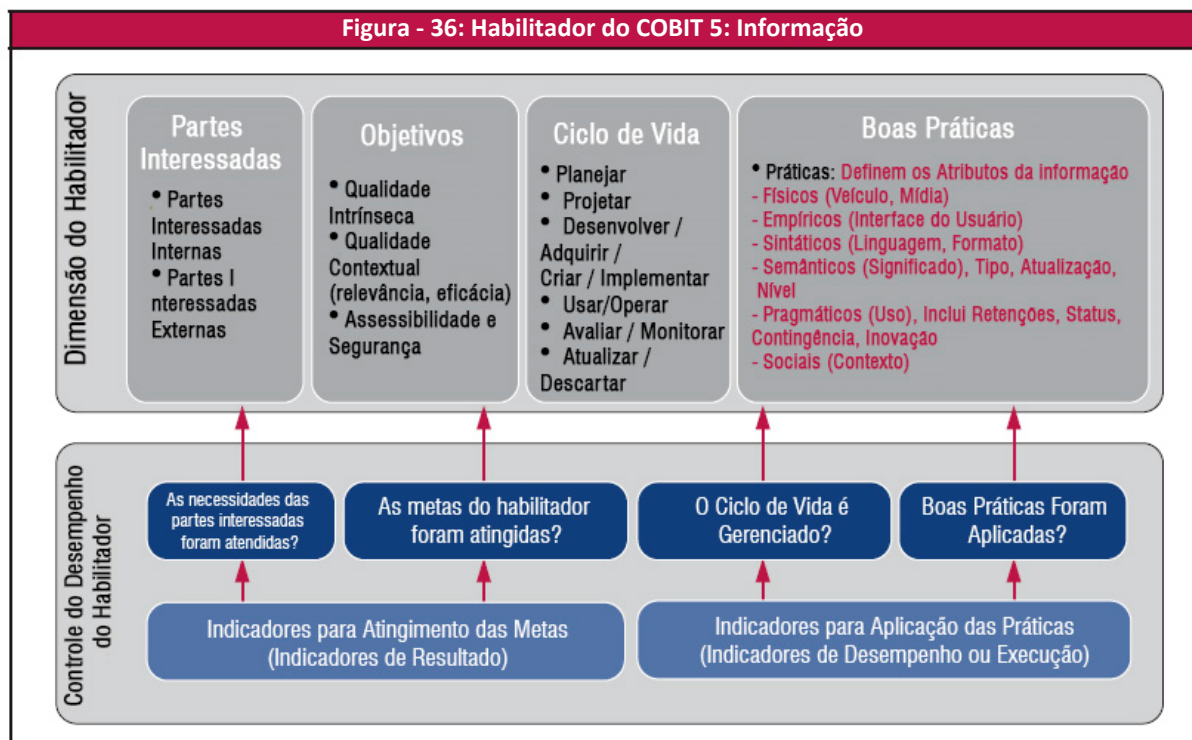 Figura - 36: Habilitador do COBIT 5: Informação
Dimensão do Habilitador
Partes
Interessadas
• Partes
Interessadas
Internas
• Partes I
nteressadas
Externas
Objetivos
• Qualidade
Intrínseca
• Qualidade
Contextual
(relevância, eficácia)
• Assessibilidade e
Segurança
Ciclo de Vida
• Planejar
• Projetar
• Desenvolver /
Adquirir /
Criar / Implementar
• Usar/Operar
• Avaliar / Monitorar
• Atualizar /
Descartar
Boas Práticas
• Práticas: Definem os Atributos da informação
- Físicos (Veículo, Mídia)
- Empíricos (Interface do Usuário)
- Sintáticos (Linguagem, Formato)
- Semânticos (Significado), Tipo, Atualização,
Nível
- Pragmáticos (Uso), Inclui Retenções, Status,
Contingência, Inovação
- Sociais (Contexto)
Controle do Desempenho
do Habilitador
As necessidades das
partes interessadas
foram atendidas?
As metas do habilitador
foram atingidas?
O Ciclo de Vida é
Gerenciado?
Boas Práticas Foram
Aplicadas?
Indicadores para Atingimento das Metas
(Indicadores de Resultado)
Indicadores para Aplicação das Práticas
(Indicadores de Desempenho ou Execução)